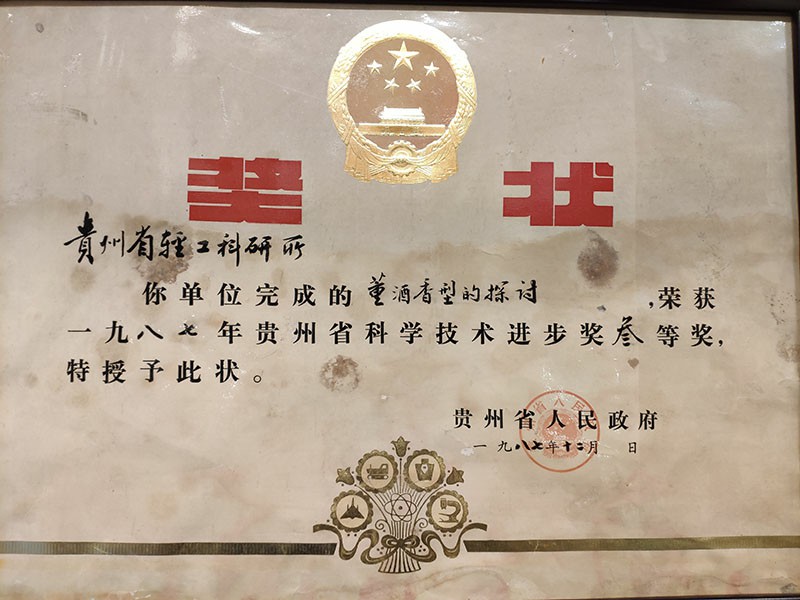 奖状
貴州省輕工科研所
你单位完成的董酒香型的探讨,荣获
一九八七年贵州省科学技术进步奖叁等奖,
特授予此状。
贵州省人民政府
一九八七年十二月 日